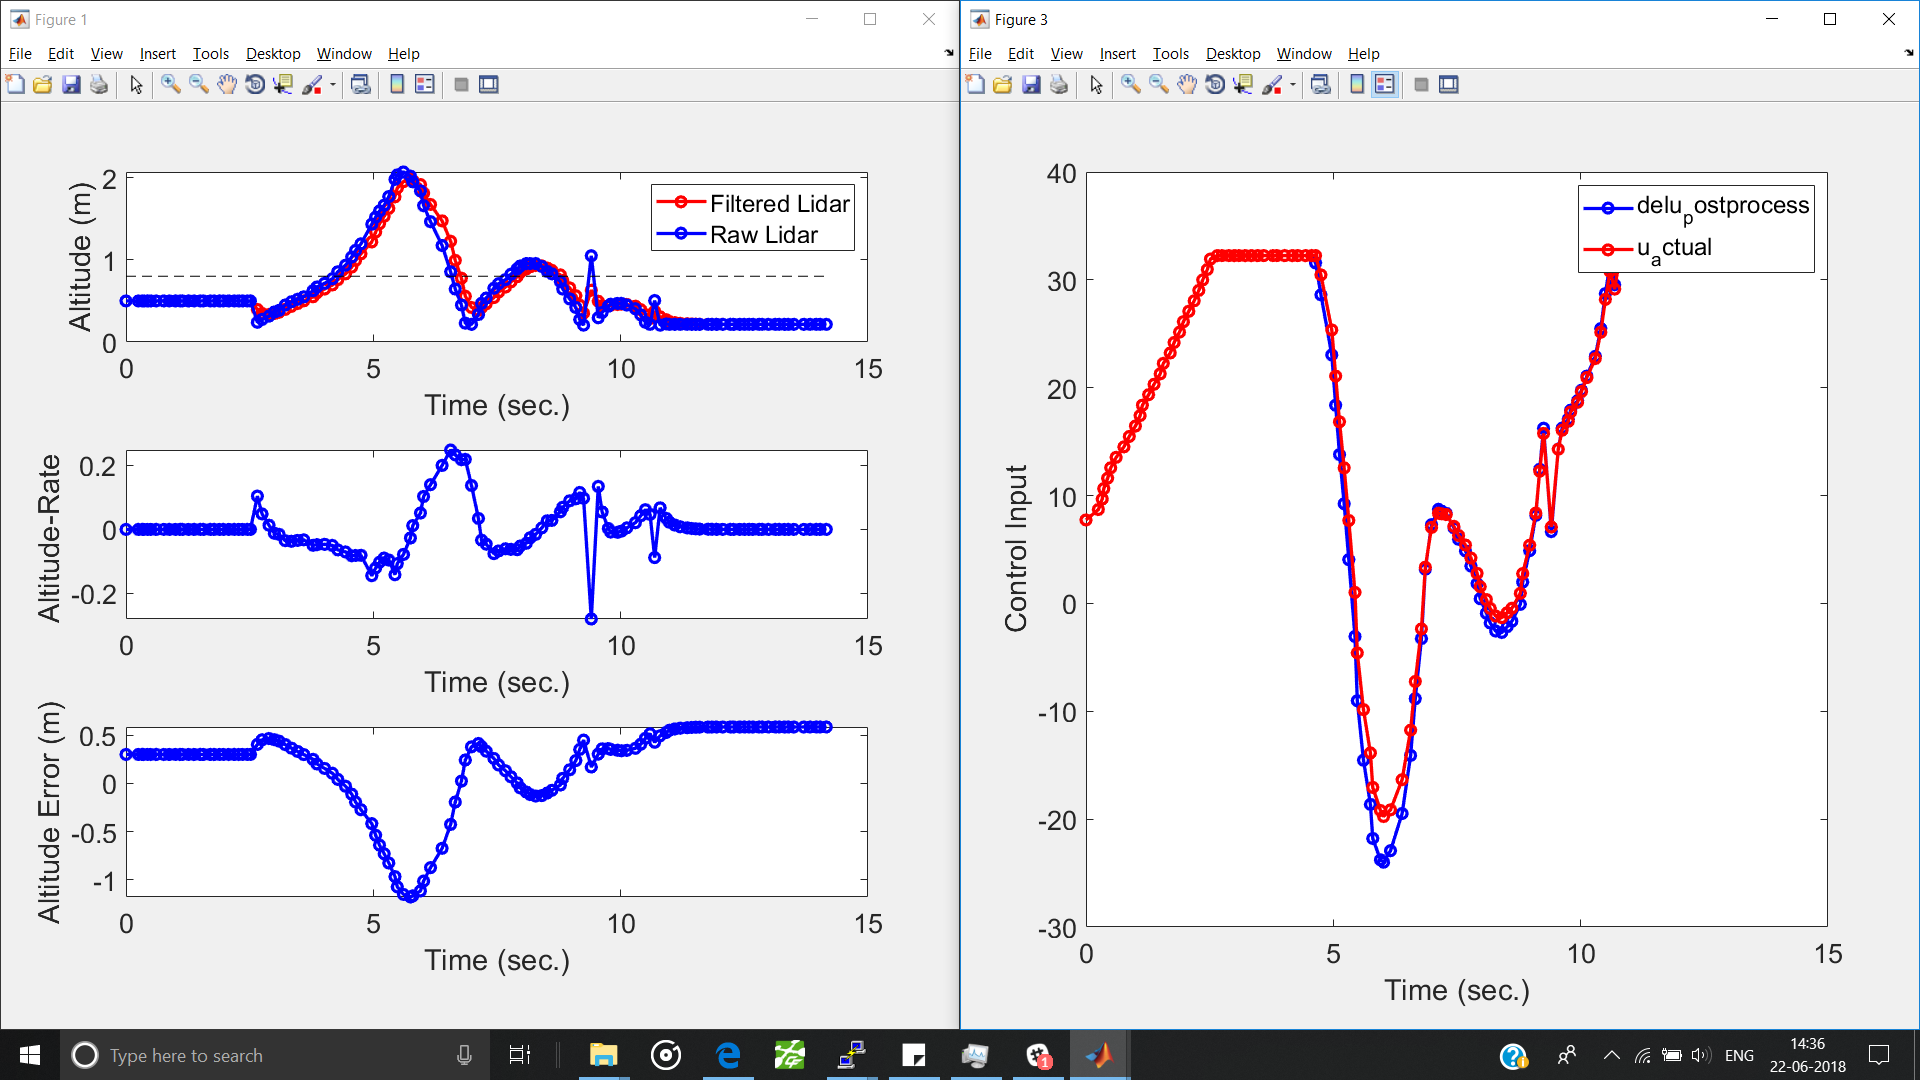 Figure 1
File Edit View Insert Tools Desktop Window Help
2
1
0
Altitude (m)
Filtered Lidar
Raw Lidar
0 5 10 15
Time (sec.)
0.2
0
-0.2
Altitude-Rate
0 5 10 15
Time (sec.)
0.5
0
-0.5
-1
Altitude Error (m)
0 5 10 15
Time (sec.)
Figure 3
File Edit View Insert Tools Desktop Window Help
40
30
20
10
0
-10
-20
-30
Control Input
delupostprocess
uactual
0 5 10 15
Time (sec.)
Type here to search
1
ENG
14:36
22-06-2018